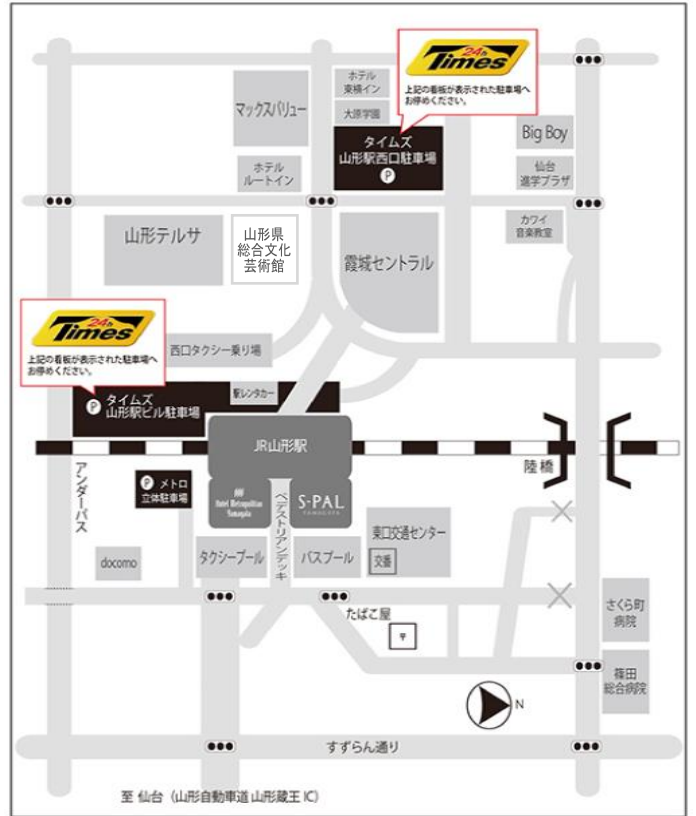 24h
Times
上記の看板が表示された駐車場へ
お停めください。
ホテル
東横イン
マックスバリュー
大原学園
タイムズ
山形駅西口駐車場
P
Big Boy
ホテル
ルートイン
仙台
進学プラザ
山形テルサ
山形県
総合文化
芸術館
霞城セントラル
カワイ
音楽教室
24h
Times
上記の看板が表示された駐車場へ
お停めください。
西口タクシー乗り場
駅レンタカー
P
タイムズ
山形駅ビル駐車場
JR山形駅
陸橋
アンダーパス
P
メトロ
立体駐車場
Hotel Metropolitan
Yamagata
S-PAL
YAMAGATA
ペデストリアンデッキ
東口交通センター
交番
docomo
タクシープール
バスプール
たばこ屋
〒
さくら町
病院
篠田
総合病院
N
すずらん通り
至 仙台（山形自動車道 山形蔵王 IC）